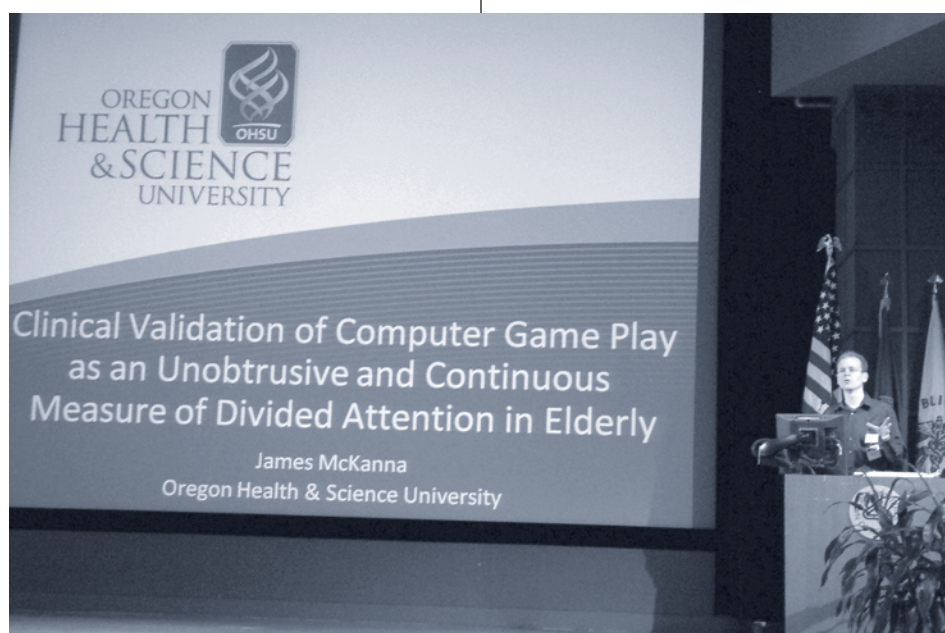 OREGON
HEALTH
& SCIENCE
UNIVERSITY
OHSU
Clinical Validation of Computer Game Play
as an Unobtrusive and Continuous
Measure of Divided Attention in Elderly
James McKanna
Oregon Health & Science University